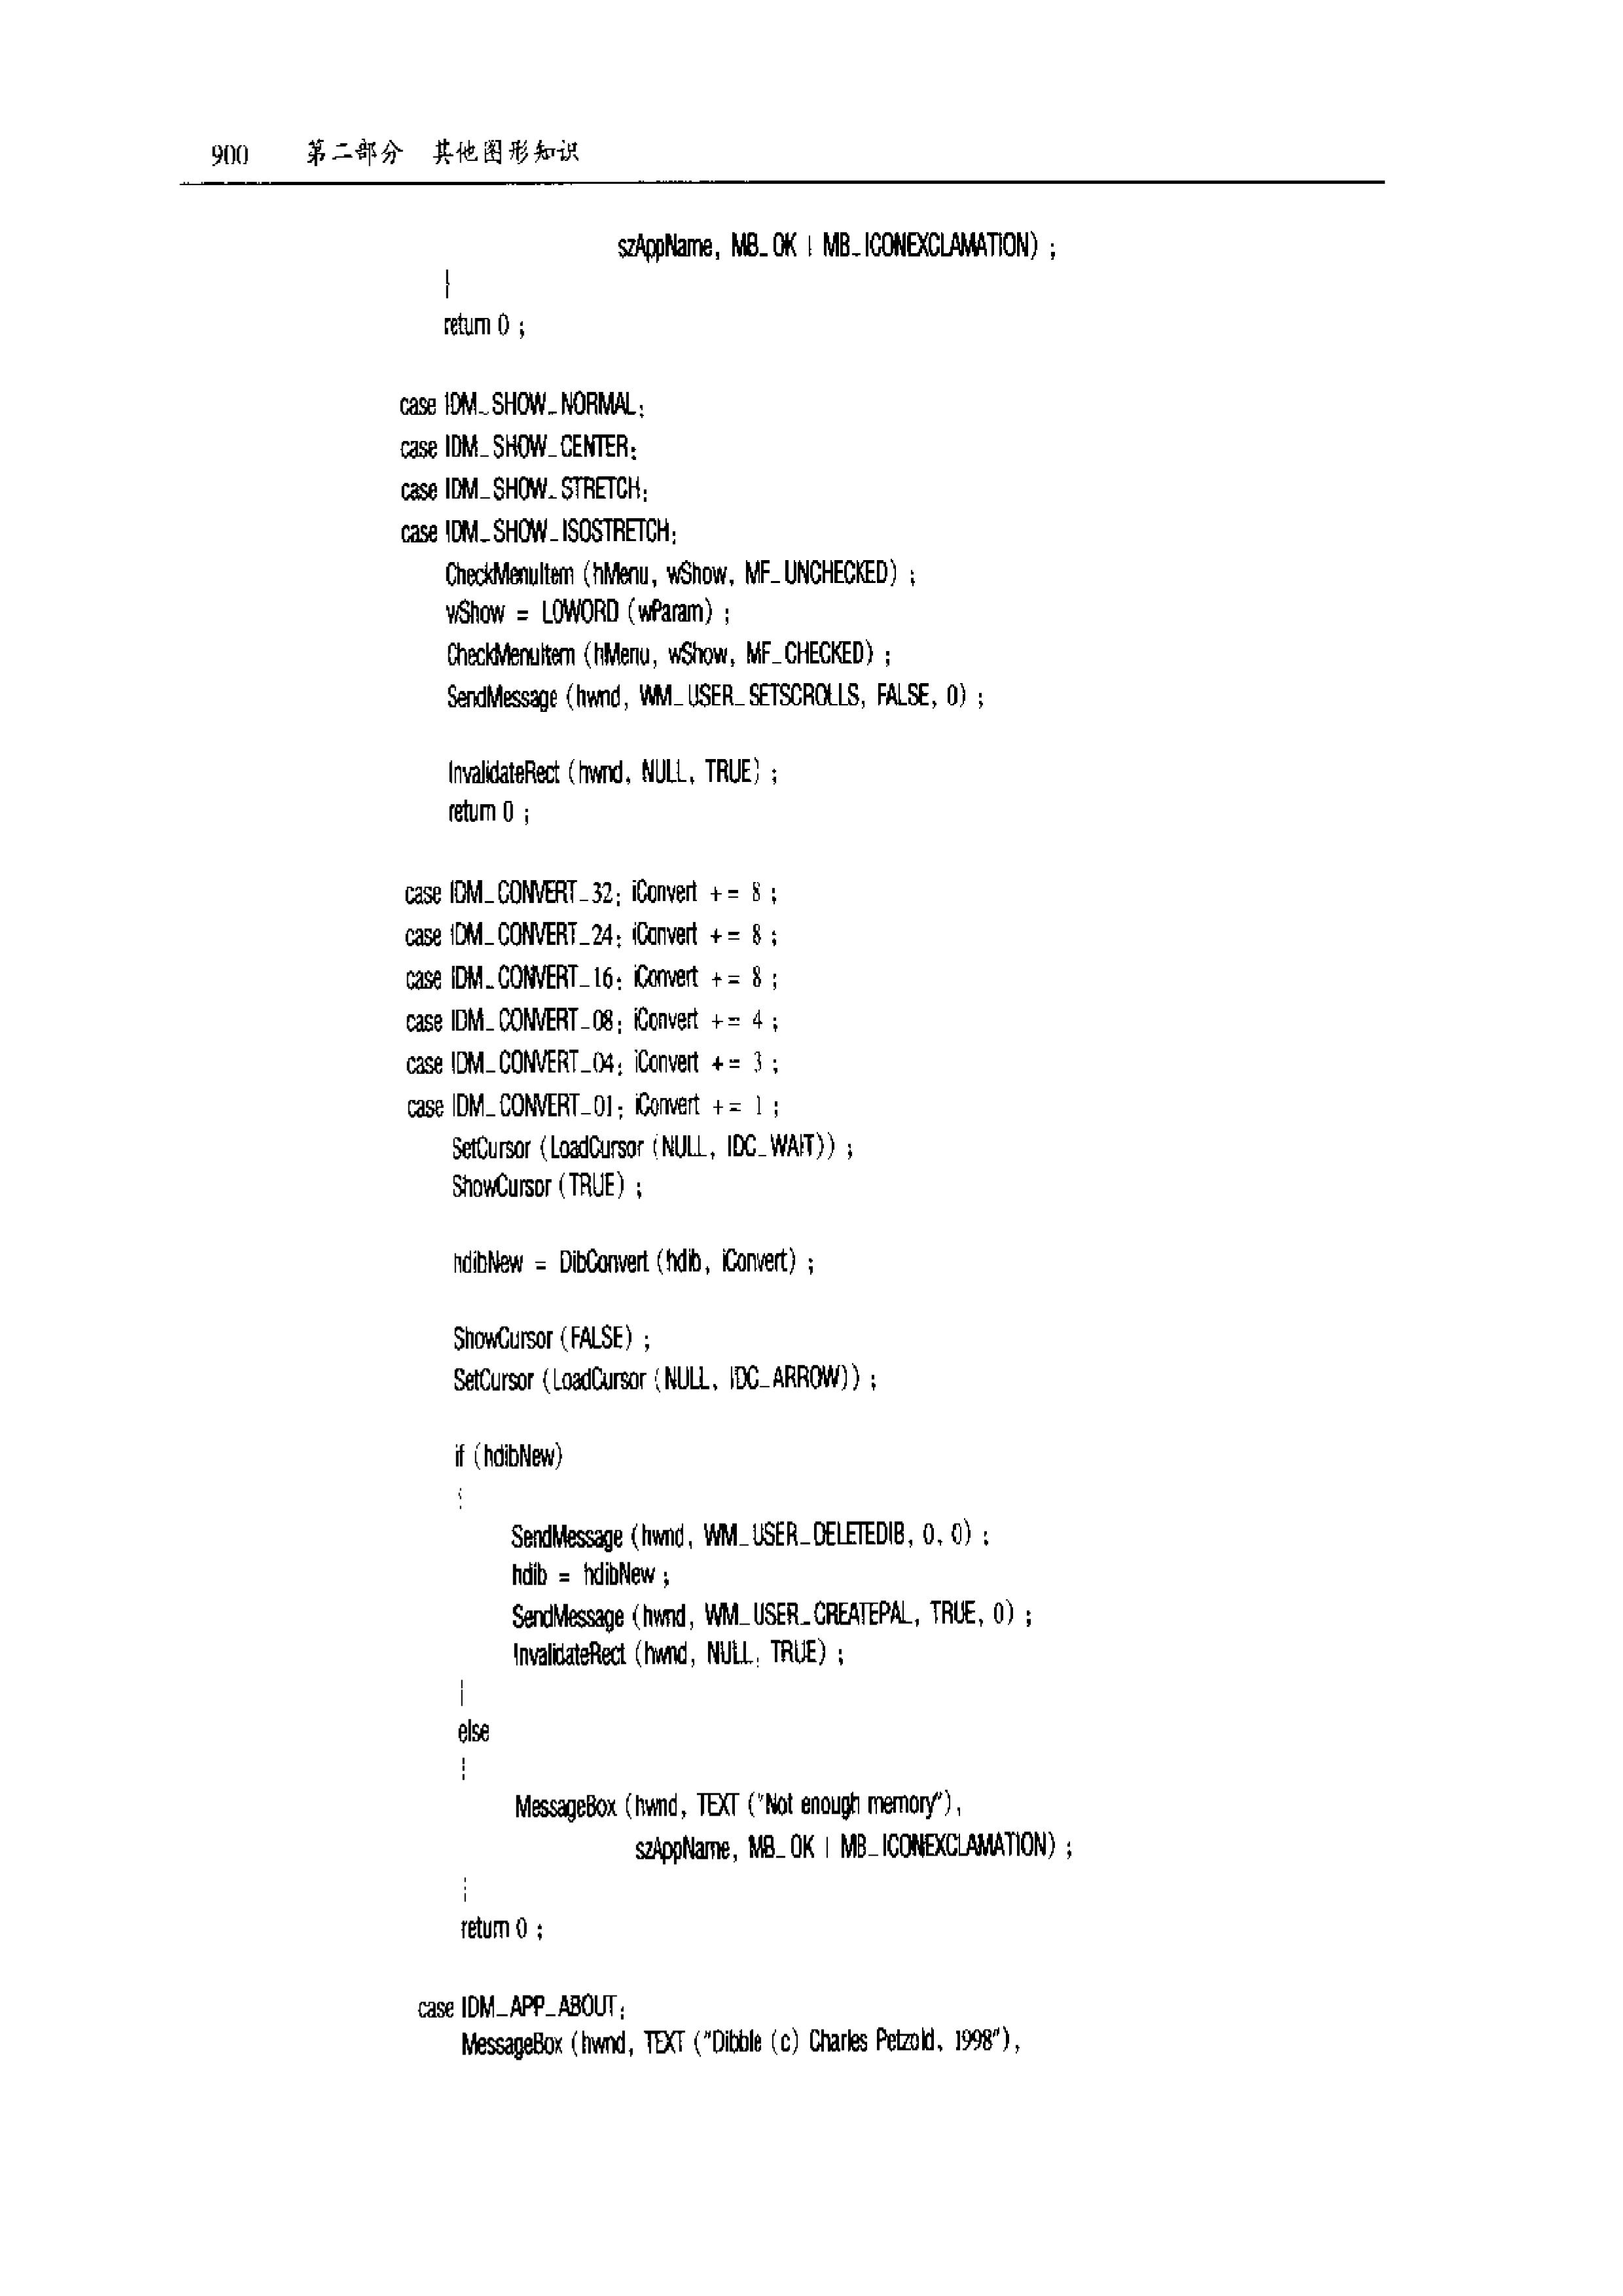 900 第二部分 其他图形知识
szAppName, MB_OK | MB_ICONEXCLAMATION) ;
}
return 0 ;
case IDM_SHOW_NORMAL:
case IDM_SHOW_CENTER:
case IDM_SHOW_STRETCH:
case IDM_SHOW_ISOSTRETCH:
CheckMenuItem (hMenu, wShow, MF_UNCHECKED) ;
wShow = LOWORD (wParam) ;
CheckMenuItem (hMenu, wShow, MF_CHECKED) ;
SendMessage (hwnd, WM_USER_SETSCROLLS, FALSE, 0) ;
InvalidateRect (hwnd, NULL, TRUE) ;
return 0 ;
case IDM_CONVERT_32: iConvert += 8 ;
case IDM_CONVERT_24: iConvert += 8 ;
case IDM_CONVERT_16: iConvert += 8 ;
case IDM_CONVERT_08: iConvert += 4 ;
case IDM_CONVERT_04: iConvert += 3 ;
case IDM_CONVERT_01: iConvert += 1 ;
SetCursor (LoadCursor (NULL, IDC_WAIT)) ;
ShowCursor (TRUE) ;
hdibNew = DibConvert (hdib, iConvert) ;
ShowCursor (FALSE) ;
SetCursor (LoadCursor (NULL, IDC_ARROW)) ;
if (hdibNew)
{
SendMessage (hwnd, WM_USER_DELETEDIB, 0, 0) ;
hdib = hdibNew ;
SendMessage (hwnd, WM_USER_CREATEPAL, TRUE, 0) ;
InvalidateRect (hwnd, NULL, TRUE) ;
}
else
{
MessageBox (hwnd, TEXT ("Not enough memory"),
szAppName, MB_OK | MB_ICONEXCLAMATION) ;
}
return 0 ;
case IDM_APP_ABOUT:
MessageBox (hwnd, TEXT ("Dibble (c) Charles Petzold, 1998"),